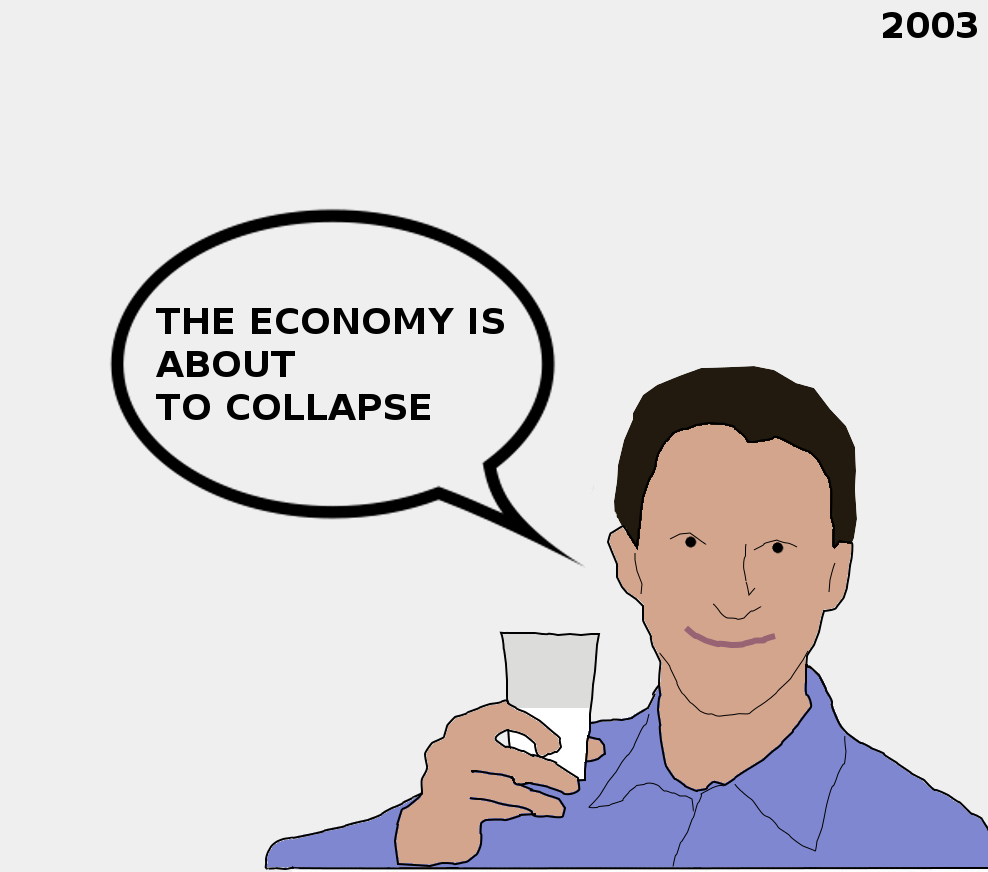 2003
THE ECONOMY IS
ABOUT
TO COLLAPSE